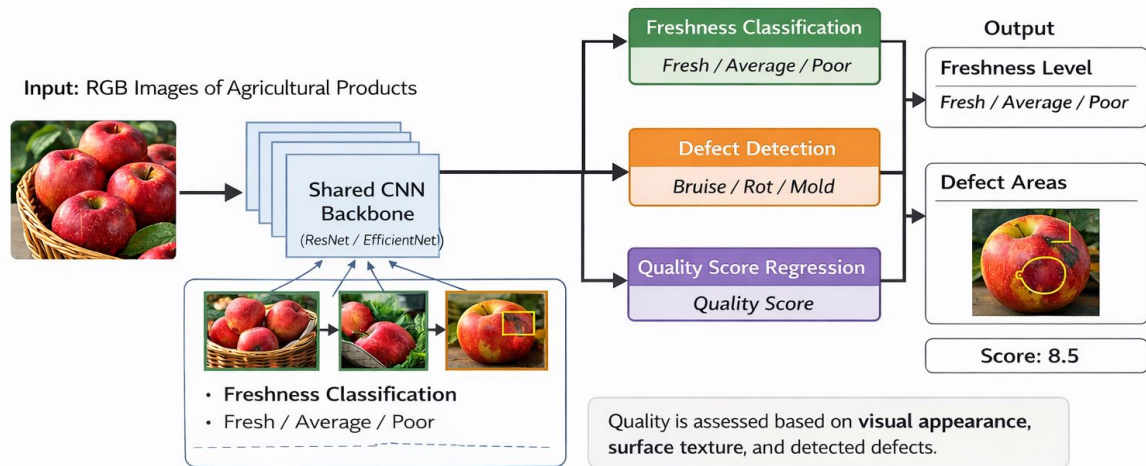 Input: RGB Images of Agricultural Products
Shared CNN
Backbone
(ResNet / EfficientNet)
• Freshness Classification
• Fresh / Average / Poor
Freshness Classification
Fresh / Average / Poor
Defect Detection
Bruise / Rot / Mold
Quality Score Regression
Quality Score
Output
Freshness Level
Fresh / Average / Poor
Defect Areas
Score: 8.5
Quality is assessed based on visual appearance,
surface texture, and detected defects.